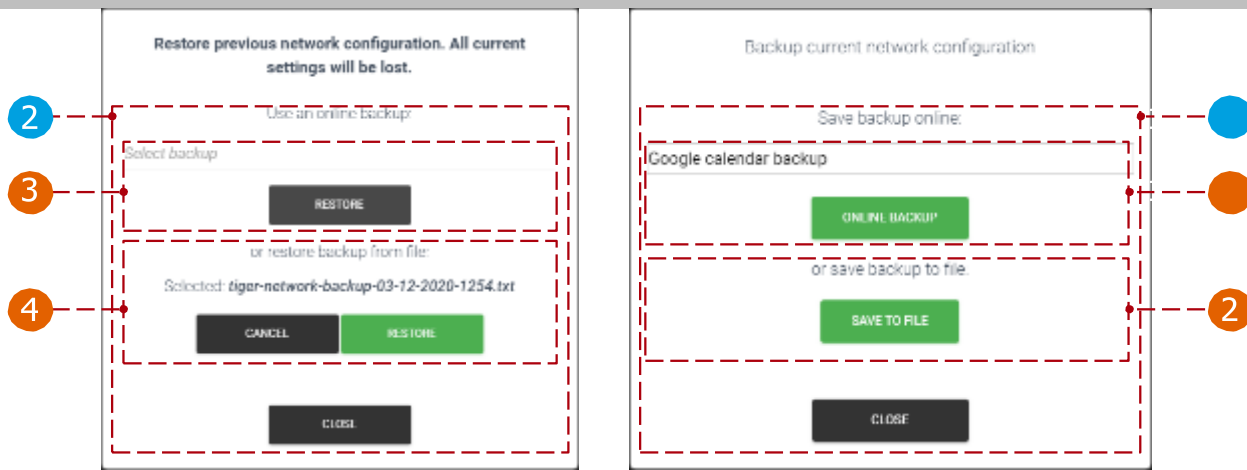 Restore previous network configuration. All current
settings will be lost.
2
Use an online backup:
Select backup
3
RESTORE
or restore backup from file:
Selected: tiger-network-backup-03-12-2020-1254.txt
4
CANCEL
RESTORE
CLOSE
Backup current network configuration
Save backup online:
Google calendar backup
ONLINE BACKUP
or save backup to file.
SAVE TO FILE
2
CLOSE